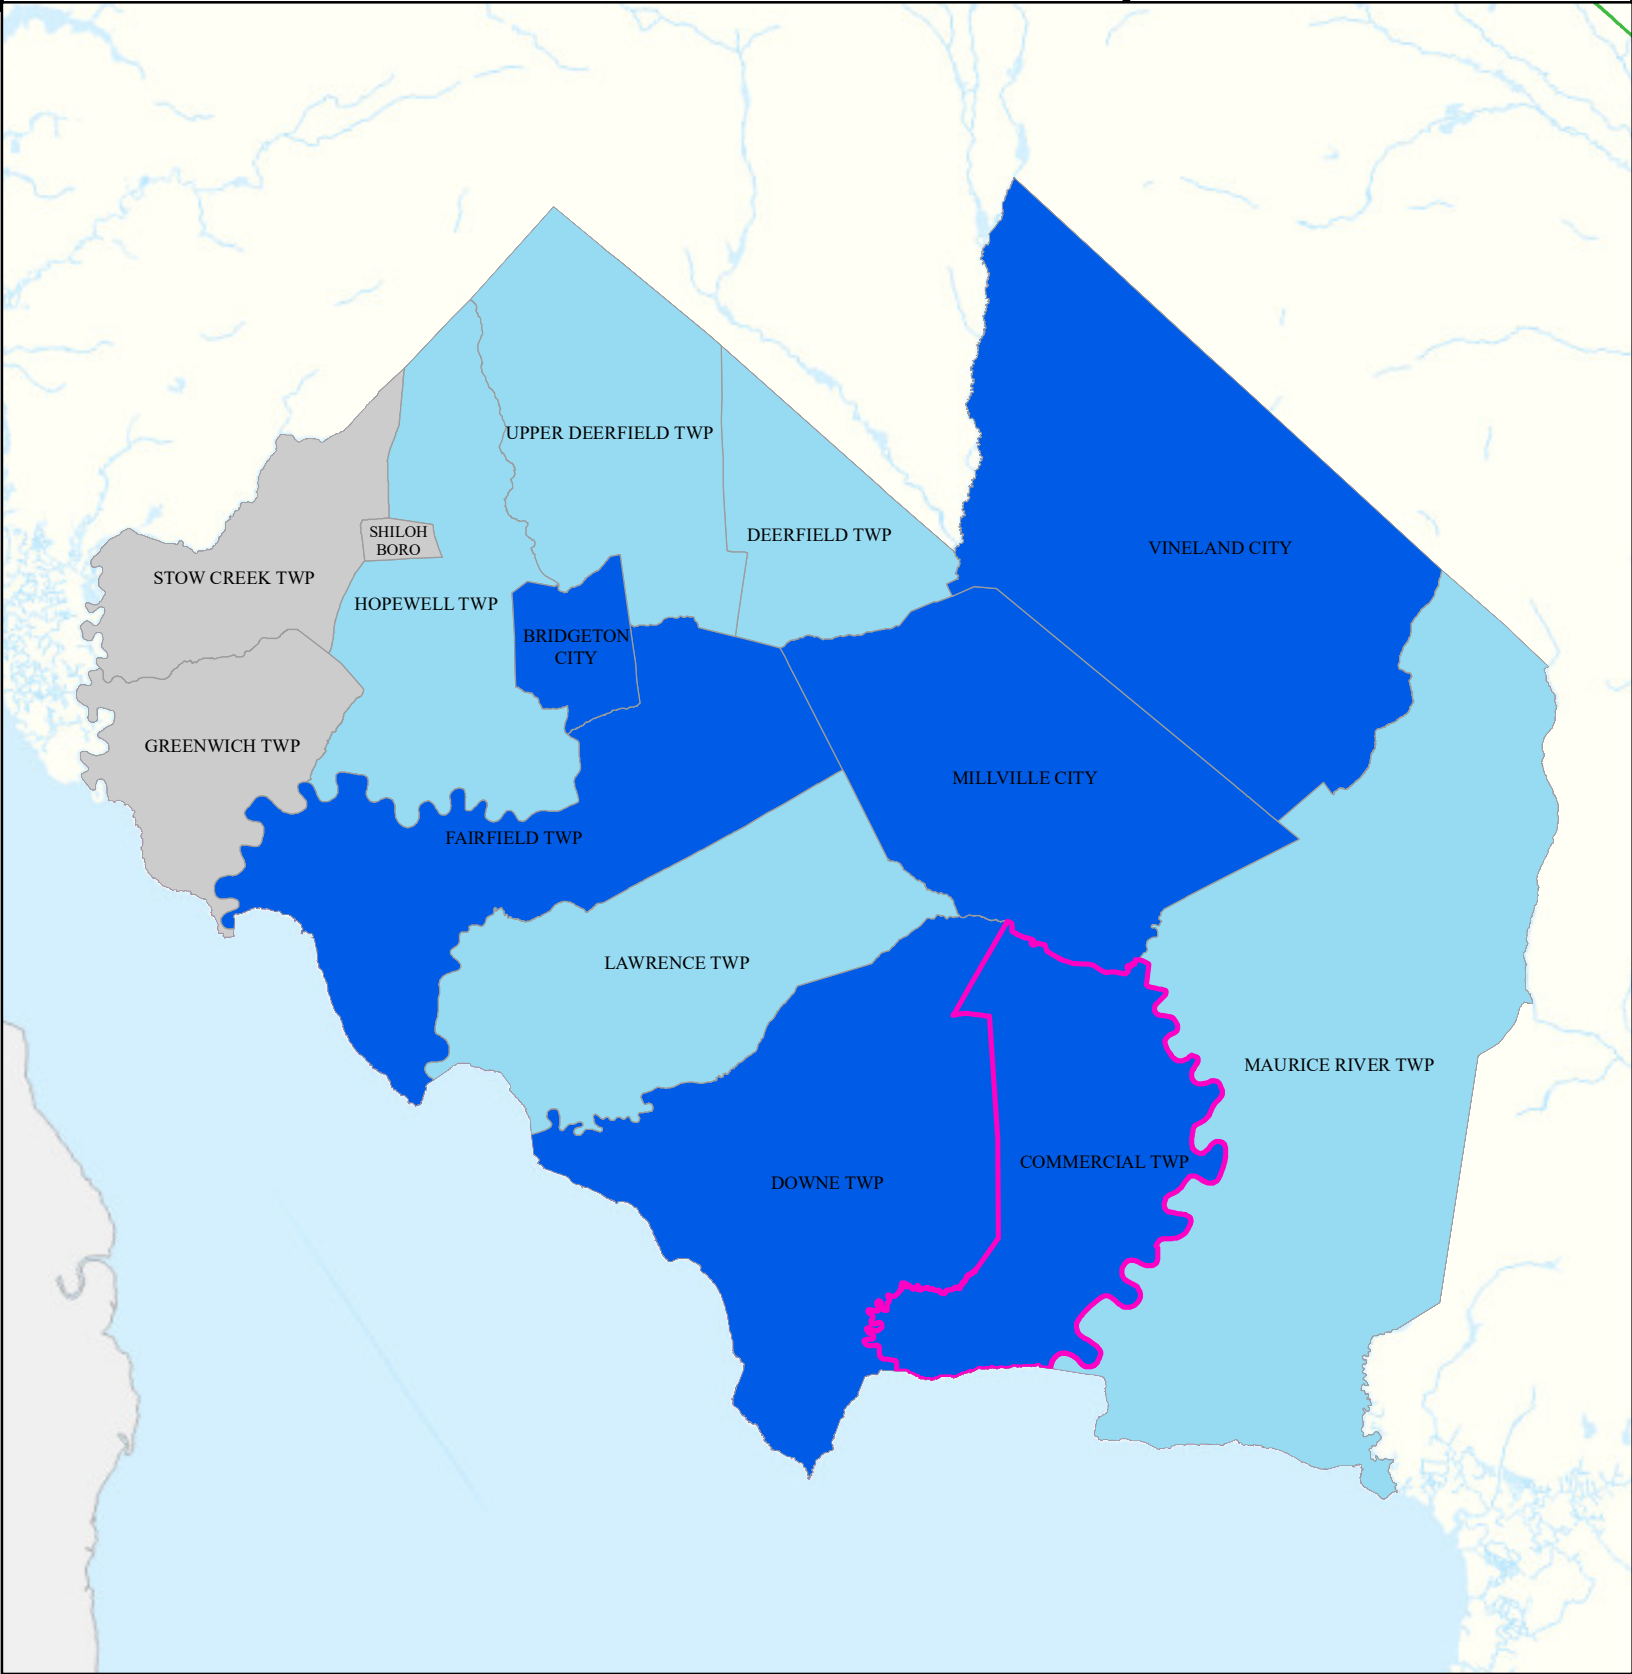 UPPER DEERFIELD TWP
SHILOH
BORO
DEERFIELD TWP
VINELAND CITY
STOW CREEK TWP
HOPEWELL TWP
BRIDGETON
CITY
GREENWICH TWP
MILLVILLE CITY
FAIRFIELD TWP
LAWRENCE TWP
MAURICE RIVER TWP
COMMERCIAL TWP
DOWNE TWP